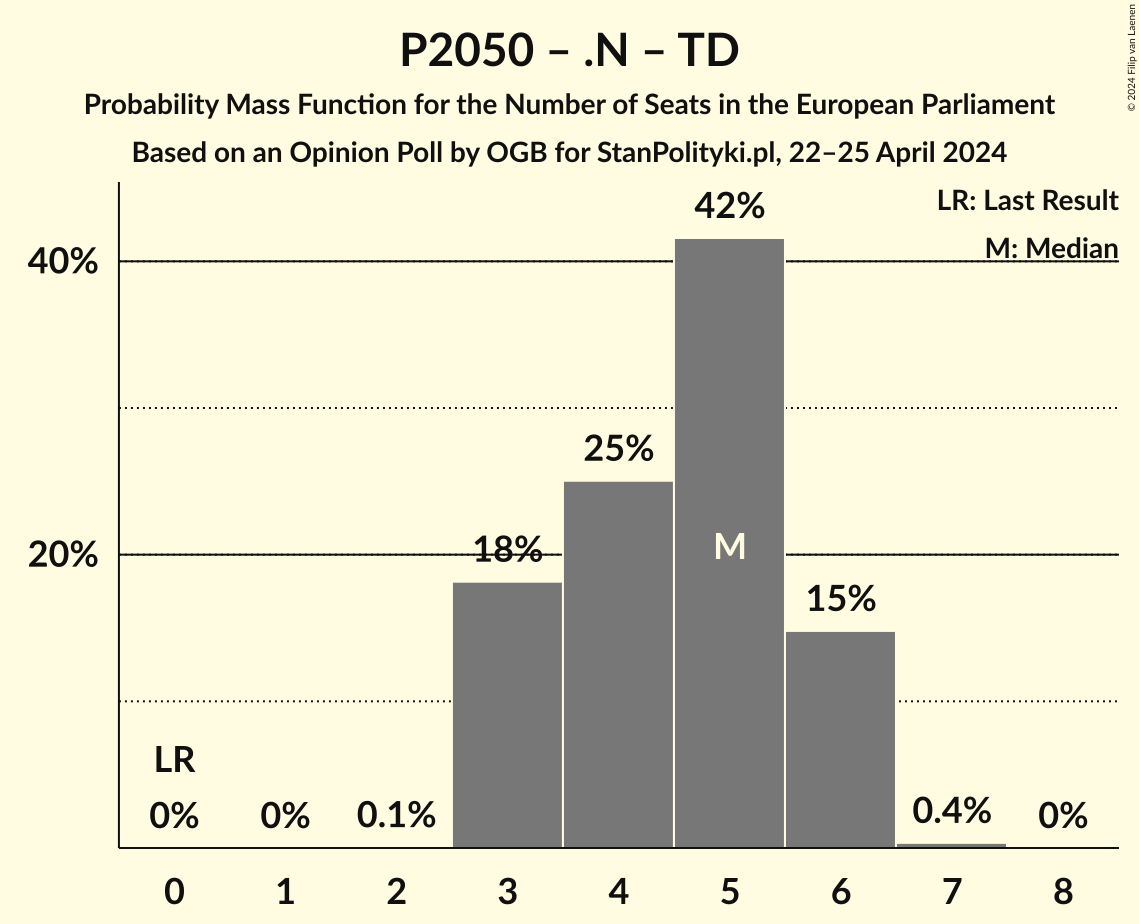 P2050 – .N – TD
Probability Mass Function for the Number of Seats in the European Parliament
Based on an Opinion Poll by OGB for StanPolityki.pl, 22–25 April 2024
© 2024 Filip van Laenen
LR: Last Result
M: Median
42%
40%
25%
18%
20%
M
15%
LR
0% 0% 0.1% 0.4% 0%
0 1 2 3 4 5 6 7 8